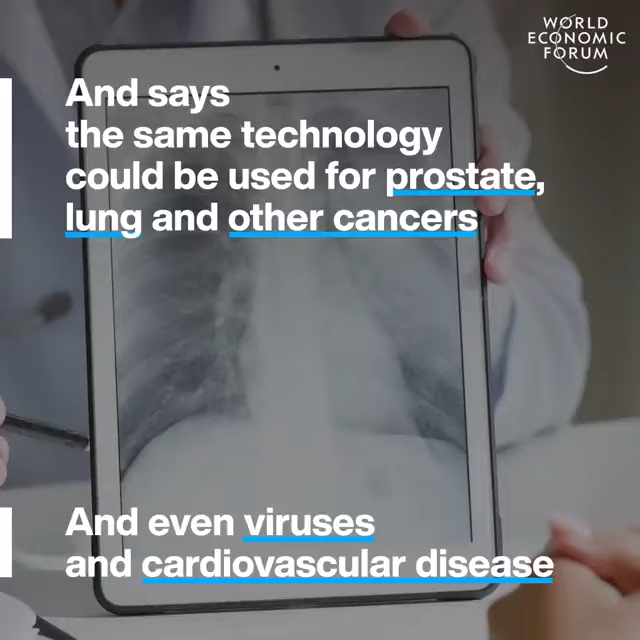 WORLD
ECONOMIC
FORUM
And says
the same technology
could be used for prostate,
lung and other cancers
And even viruses
and cardiovascular disease